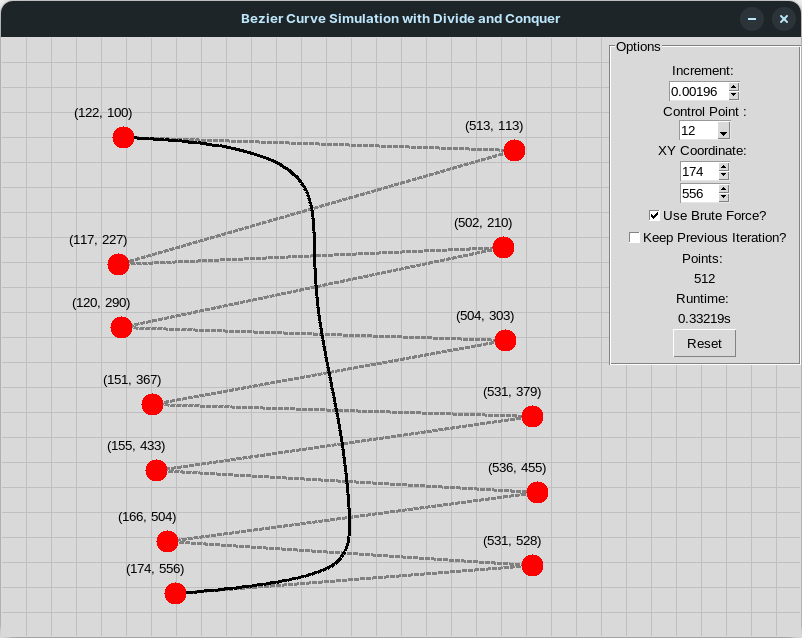 Bezier Curve Simulation with Divide and Conquer
Options
Increment:
0.00196
Control Point :
12
XY Coordinate:
174
556
Use Brute Force?
Keep Previous Iteration?
Points:
512
Runtime:
0.33219s
Reset
(122, 100)
(513, 113)
(117, 227)
(502, 210)
(120, 290)
(504, 303)
(151, 367)
(531, 379)
(155, 433)
(536, 455)
(166, 504)
(531, 528)
(174, 556)